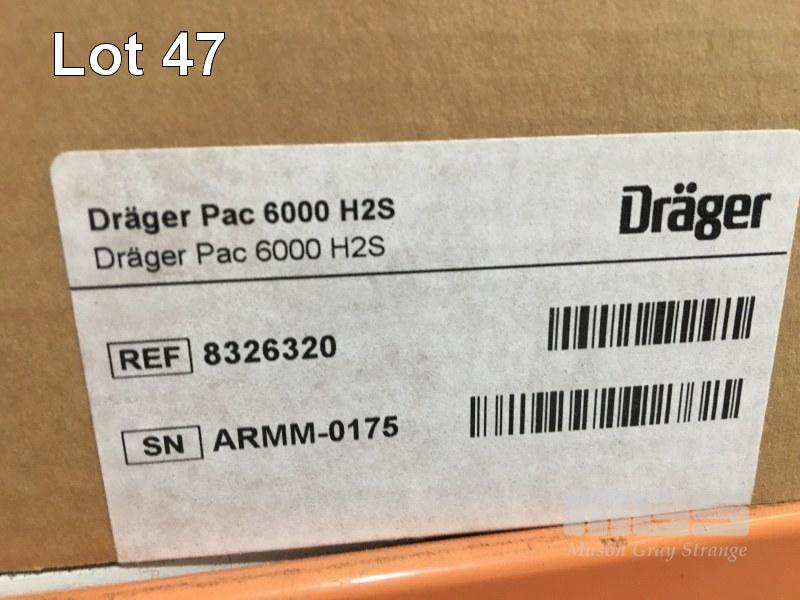 Lot 47
Dräger Pac 6000 H2S
Dräger Pac 6000 H2S
Dräger
REF 8326320
SN ARMM-0175
MGS
Mason Gray Strange